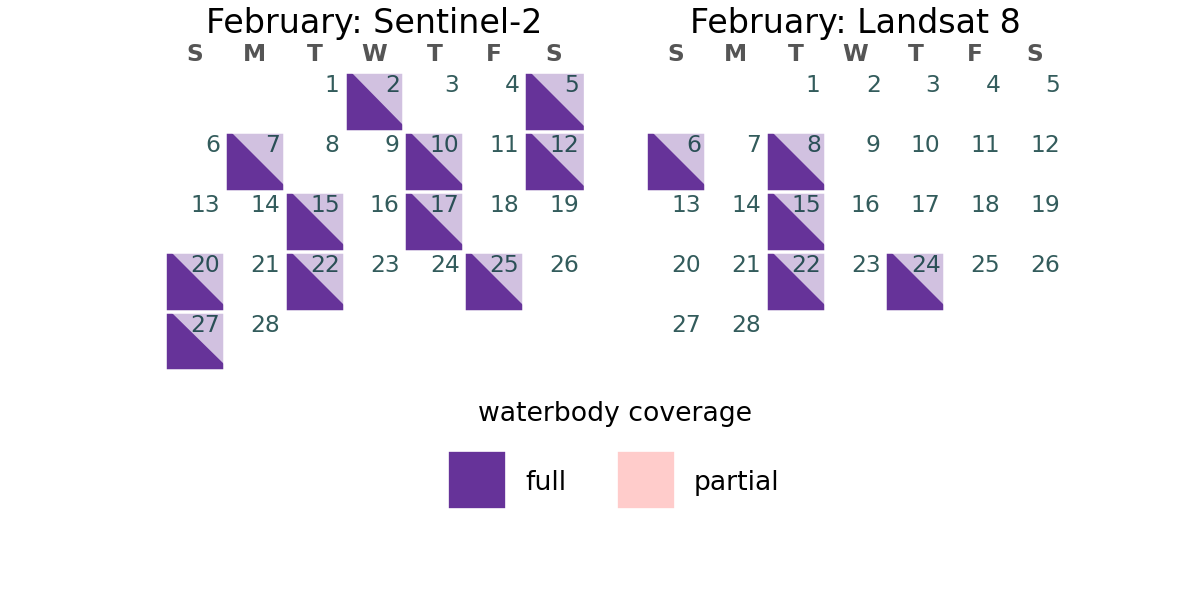 February: Sentinel-2
S M T W T F S
1 2 3 4 5
6 7 8 9 10 11 12
13 14 15 16 17 18 19
20 21 22 23 24 25 26
27 28
February: Landsat 8
S M T W T F S
1 2 3 4 5
6 7 8 9 10 11 12
13 14 15 16 17 18 19
20 21 22 23 24 25 26
27 28
waterbody coverage
full
partial